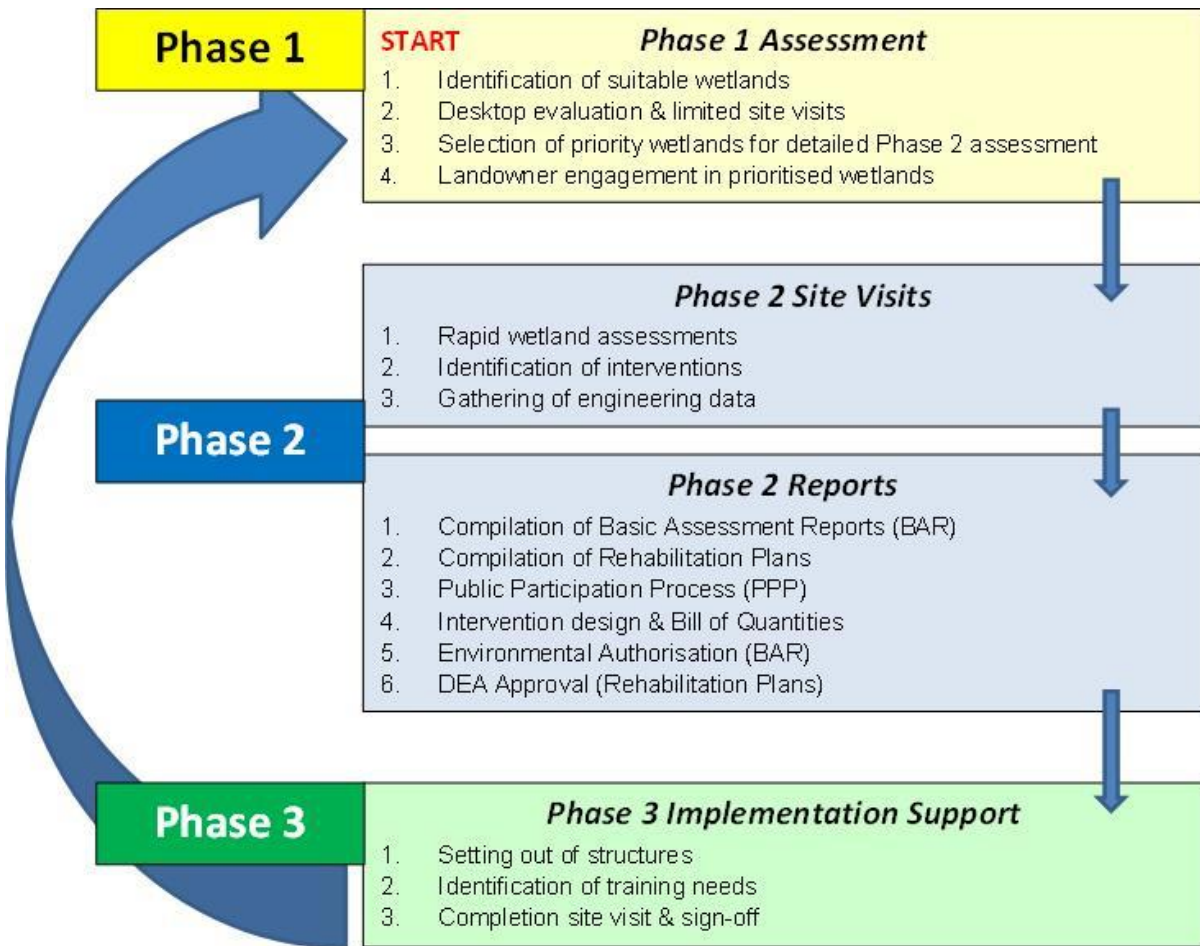 Phase 1
START Phase 1 Assessment
1. Identification of suitable wetlands
2. Desktop evaluation & limited site visits
3. Selection of priority wetlands for detailed Phase 2 assessment
4. Landowner engagement in prioritised wetlands
Phase 2
Phase 2 Site Visits
1. Rapid wetland assessments
2. Identification of interventions
3. Gathering of engineering data
Phase 2 Reports
1. Compilation of Basic Assessment Reports (BAR)
2. Compilation of Rehabilitation Plans
3. Public Participation Process (PPP)
4. Intervention design & Bill of Quantities
5. Environmental Authorisation (BAR)
6. DEA Approval (Rehabilitation Plans)
Phase 3
Phase 3 Implementation Support
1. Setting out of structures
2. Identification of training needs
3. Completion site visit & sign-off